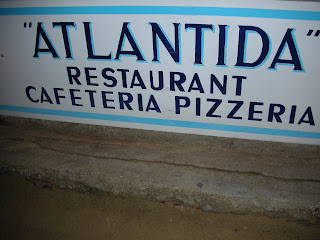 "ATLANTIDA"
RESTAURANT
CAFETERIA PIZZERIA